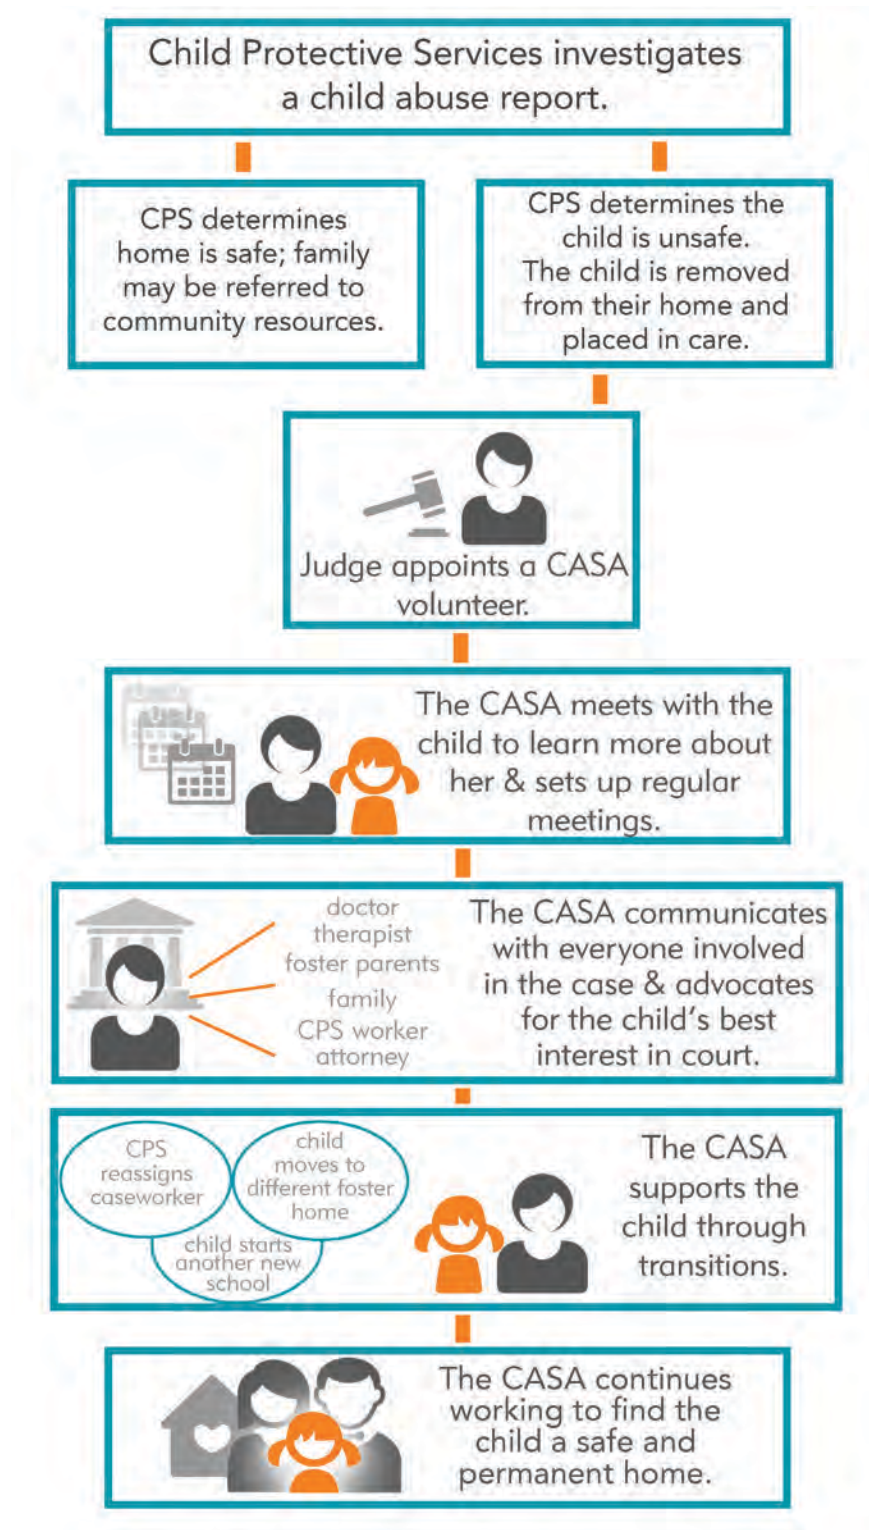 Child Protective Services investigates
a child abuse report.
CPS determines
home is safe; family
may be referred to
community resources.
CPS determines the
child is unsafe.
The child is removed
from their home and
placed in care.
Judge appoints a CASA
volunteer.
The CASA meets with the
child to learn more about
her & sets up regular
meetings.
doctor
therapist
foster parents
family
CPS worker
attorney
The CASA communicates
with everyone involved
in the case & advocates
for the child's best
interest in court.
CPS
reassigns
caseworker
child
moves to
different foster
home
child starts
another new
school
The CASA
supports the
child through
transitions.
The CASA continues
working to find the
child a safe and
permanent home.